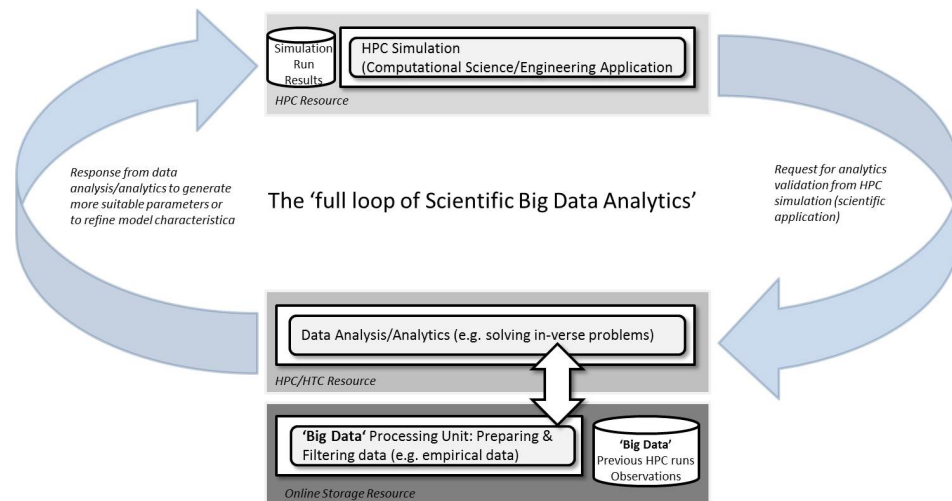 Simulation
Run
Results
HPC Simulation
(Computational Science/Engineering Application
HPC Resource
Response from data
analysis/analytics to generate
more suitable parameters or
to refine model characteristica
The ‘full loop of Scientific Big Data Analytics’
Request for analytics
validation from HPC
simulation (scientific
application)
Data Analysis/Analytics (e.g. solving in-verse problems)
HPC/HTC Resource
‘Big Data‘ Processing Unit: Preparing &
Filtering data (e.g. empirical data)
‘Big Data’
Previous HPC runs
Observations
Online Storage Resource